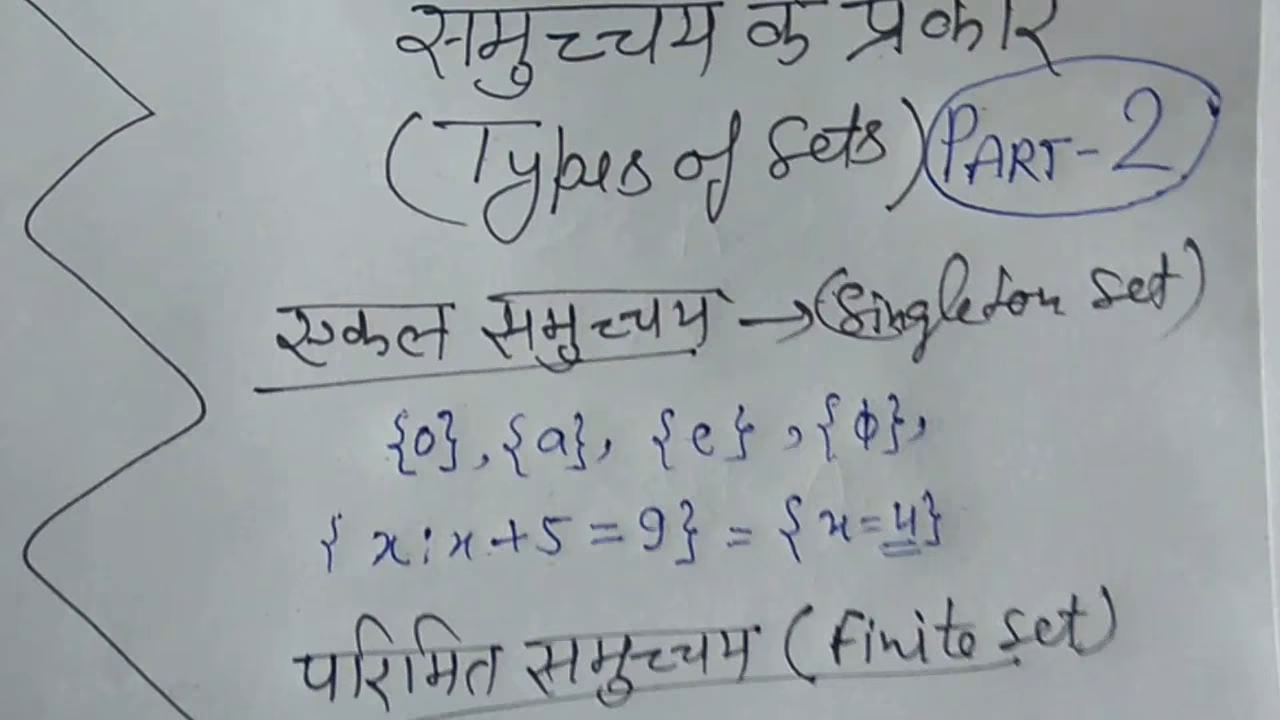 समुच्चय के प्रकार
(Types of Sets) PART-2
एकल समुच्चय → (Singleton Set)
{0}, {a}, {e}, {ϕ},
{ x : x + 5 = 9} = {x = 4}
परिमित समुच्चय (Finite Set)